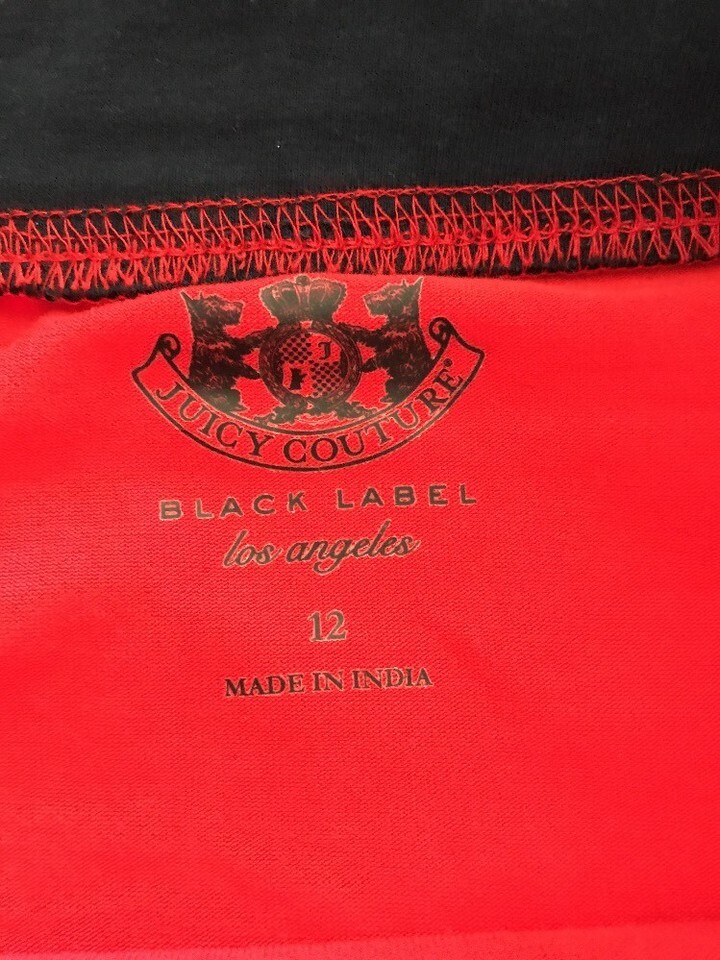 J
JUICY COUTURE®
BLACK LABEL
los angeles
12
MADE IN INDIA